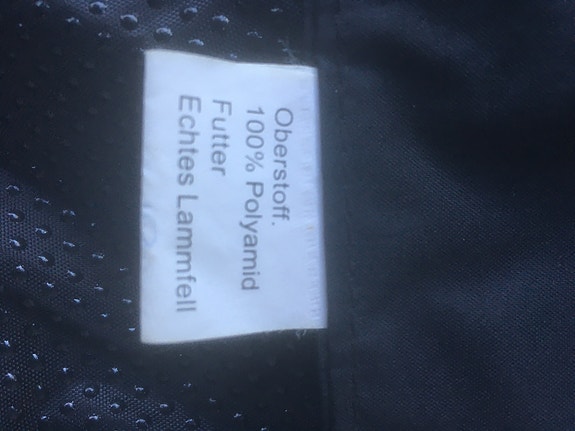 Oberstoff.
100% Polyamid
Futter
Echtes Lammfell